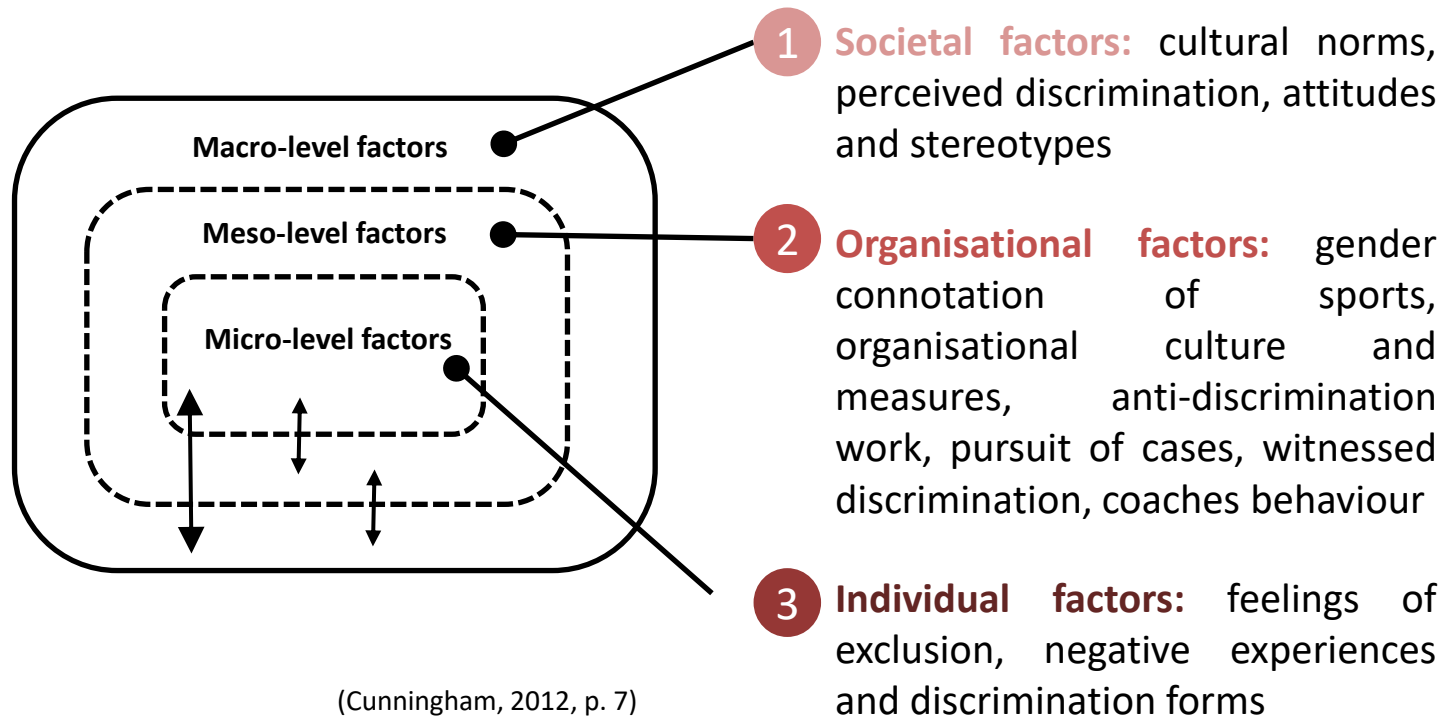 Macro-level factors
Meso-level factors
Micro-level factors
(Cunningham, 2012, p. 7)
1
Societal factors: cultural norms,
perceived discrimination, attitudes
and stereotypes
2
Organisational factors: gender
connotation of sports,
organisational culture and
measures, anti-discrimination
work, pursuit of cases, witnessed
discrimination, coaches behaviour
3
Individual factors: feelings of
exclusion, negative experiences
and discrimination forms